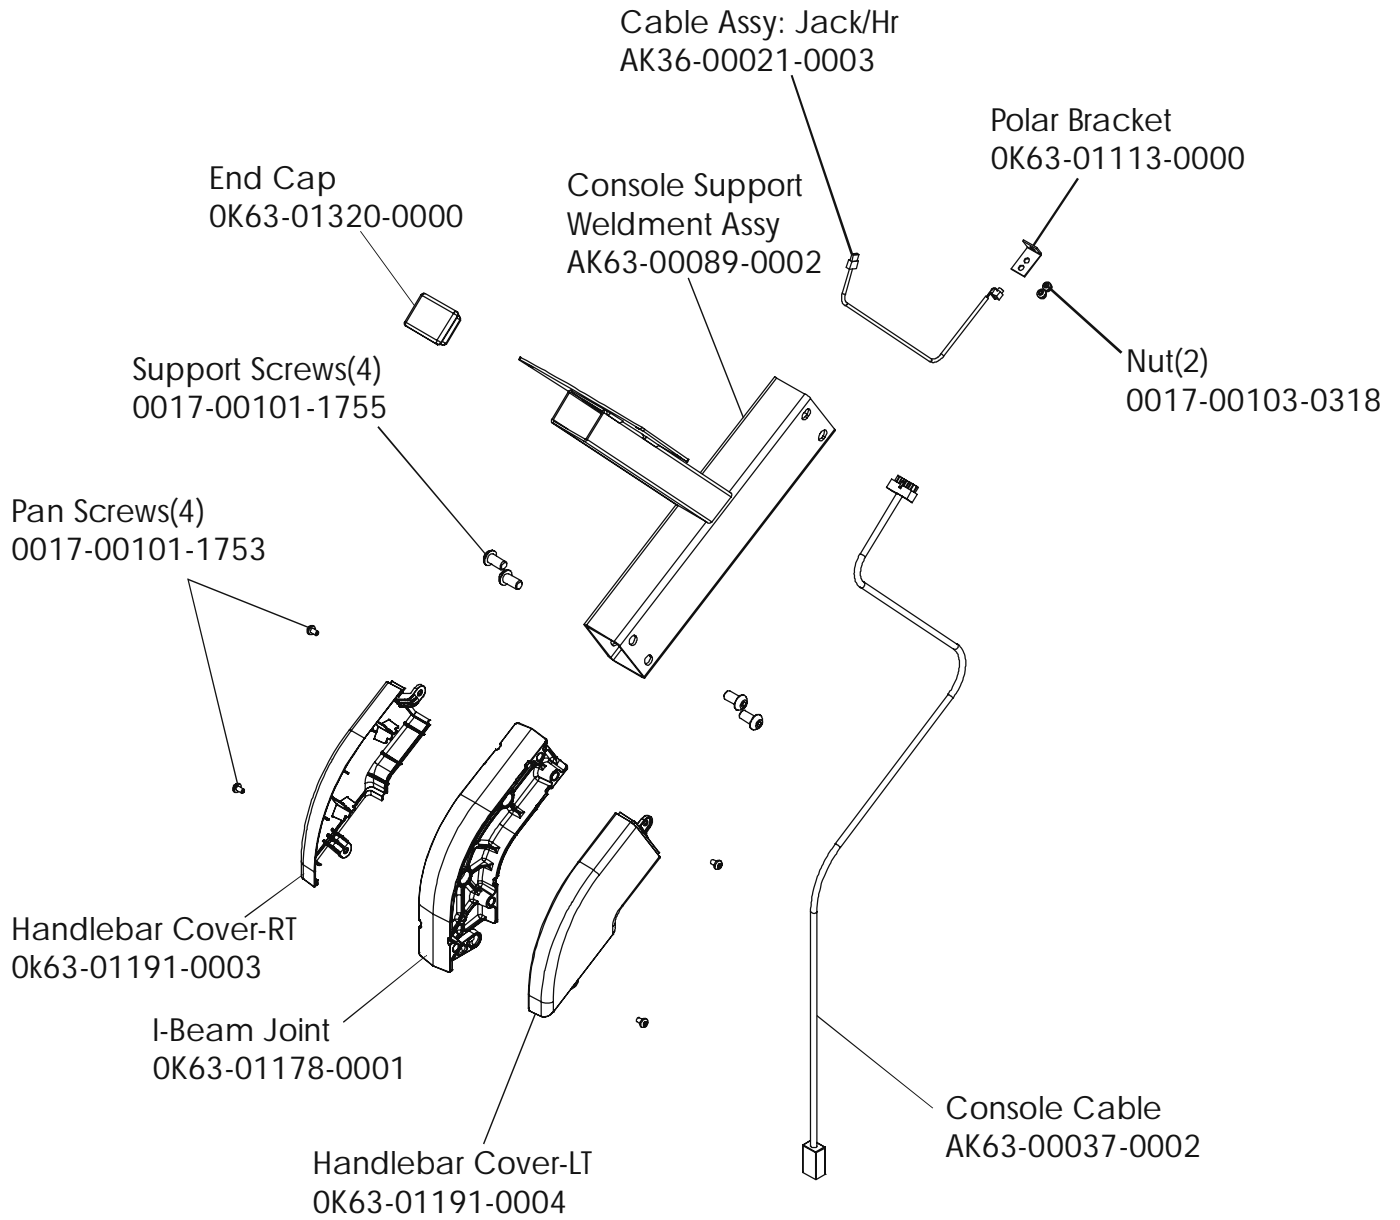 Cable Assy: Jack/Hr
AK36-00021-0003
Polar Bracket
0K63-01113-0000
End Cap
0K63-01320-0000
Console Support
Weldment Assy
AK63-00089-0002
Support Screws(4)
0017-00101-1755
Nut(2)
0017-00103-0318
Pan Screws(4)
0017-00101-1753
Handlebar Cover-RT
0k63-01191-0003
I-Beam Joint
0K63-01178-0001
Console Cable
AK63-00037-0002
Handlebar Cover-LT
0K63-01191-0004